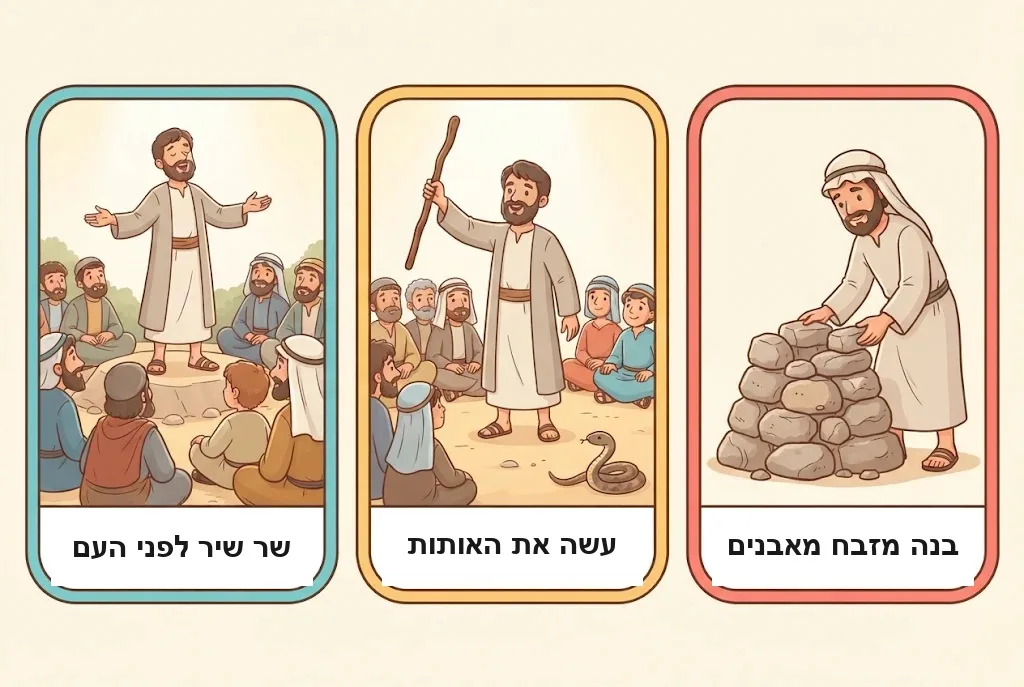 בנה מזבח מאבנים
עשה את האותות
שר שיר לפני העם